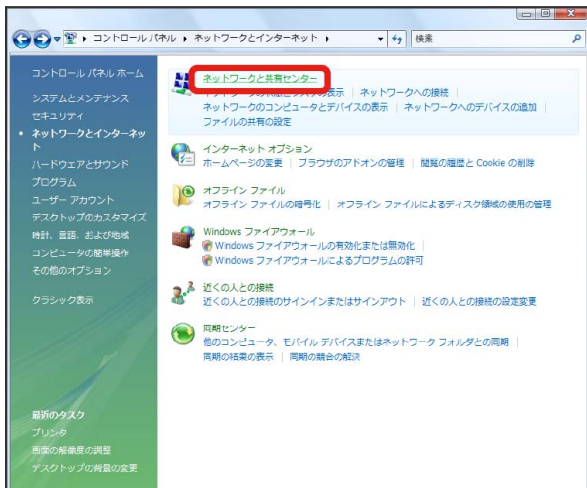 コントロール パネル ▸ ネットワークとインターネット ▸
検索
コントロール パネル ホーム
システムとメンテナンス
セキュリティ
ネットワークとインターネッ
ト
ハードウェアとサウンド
プログラム
ユーザー アカウント
デスクトップのカスタマイズ
時計、言語、および地域
コンピュータの簡単操作
その他のオプション
クラシック表示
最近のタスク
プリンタ
画面の解像度の調整
デスクトップの背景の変更
ネットワークと共有センター
ネットワークの状態とタスクの表示 | ネットワークへの接続
ネットワークのコンピュータとデバイスの表示 | ネットワークへのデバイスの追加
ファイルの共有の設定
インターネット オプション
ホームページの変更 | ブラウザのアドオンの管理 | 閲覧の履歴と Cookie の削除
オフライン ファイル
オフライン ファイルの暗号化 | オフライン ファイルによるディスク領域の使用の管理
Windows ファイアウォール
Windows ファイアウォールの有効化または無効化
Windows ファイアウォールによるプログラムの許可
近くの人との接続
近くの人との接続のサインインまたはサインアウト | 近くの人との接続の設定変更
同期センター
他のコンピュータ、モバイル デバイスまたはネットワーク フォルダとの同期
同期の結果の表示 | 同期の競合の解決